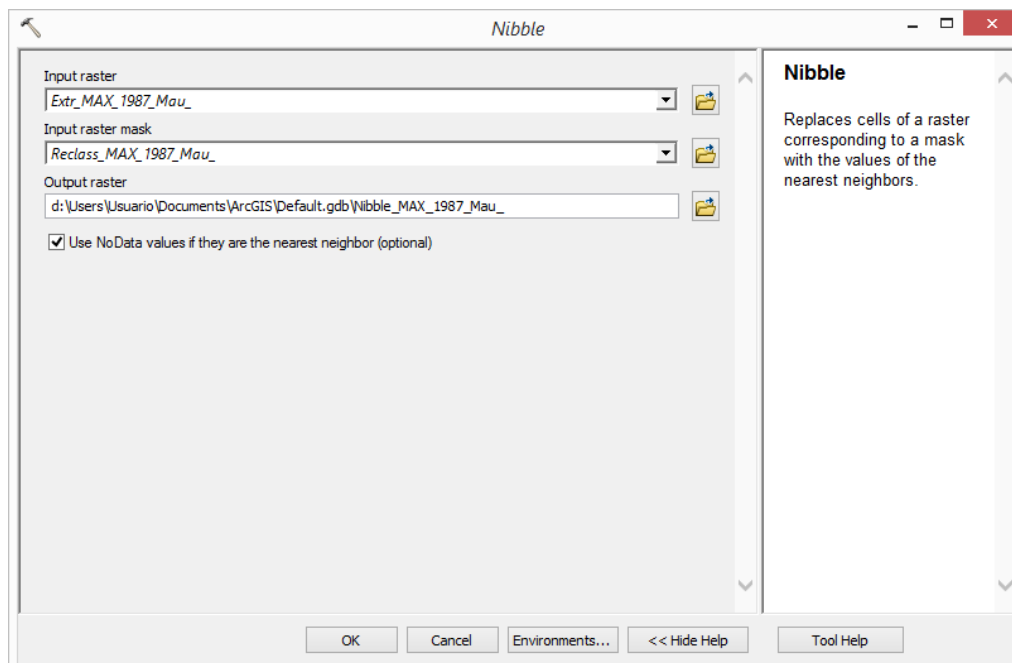 Nibble
Input raster
Extr_MAX_1987_Mau_
Input raster mask
Reclass_MAX_1987_Mau_
Output raster
d:\Users\Usuario\Documents\ArcGIS\Default.gdb\Nibble_MAX_1987_Mau_
Use NoData values if they are the nearest neighbor (optional)
Nibble
Replaces cells of a raster
corresponding to a mask
with the values of the
nearest neighbors.
OK
Cancel
Environments...
<< Hide Help
Tool Help